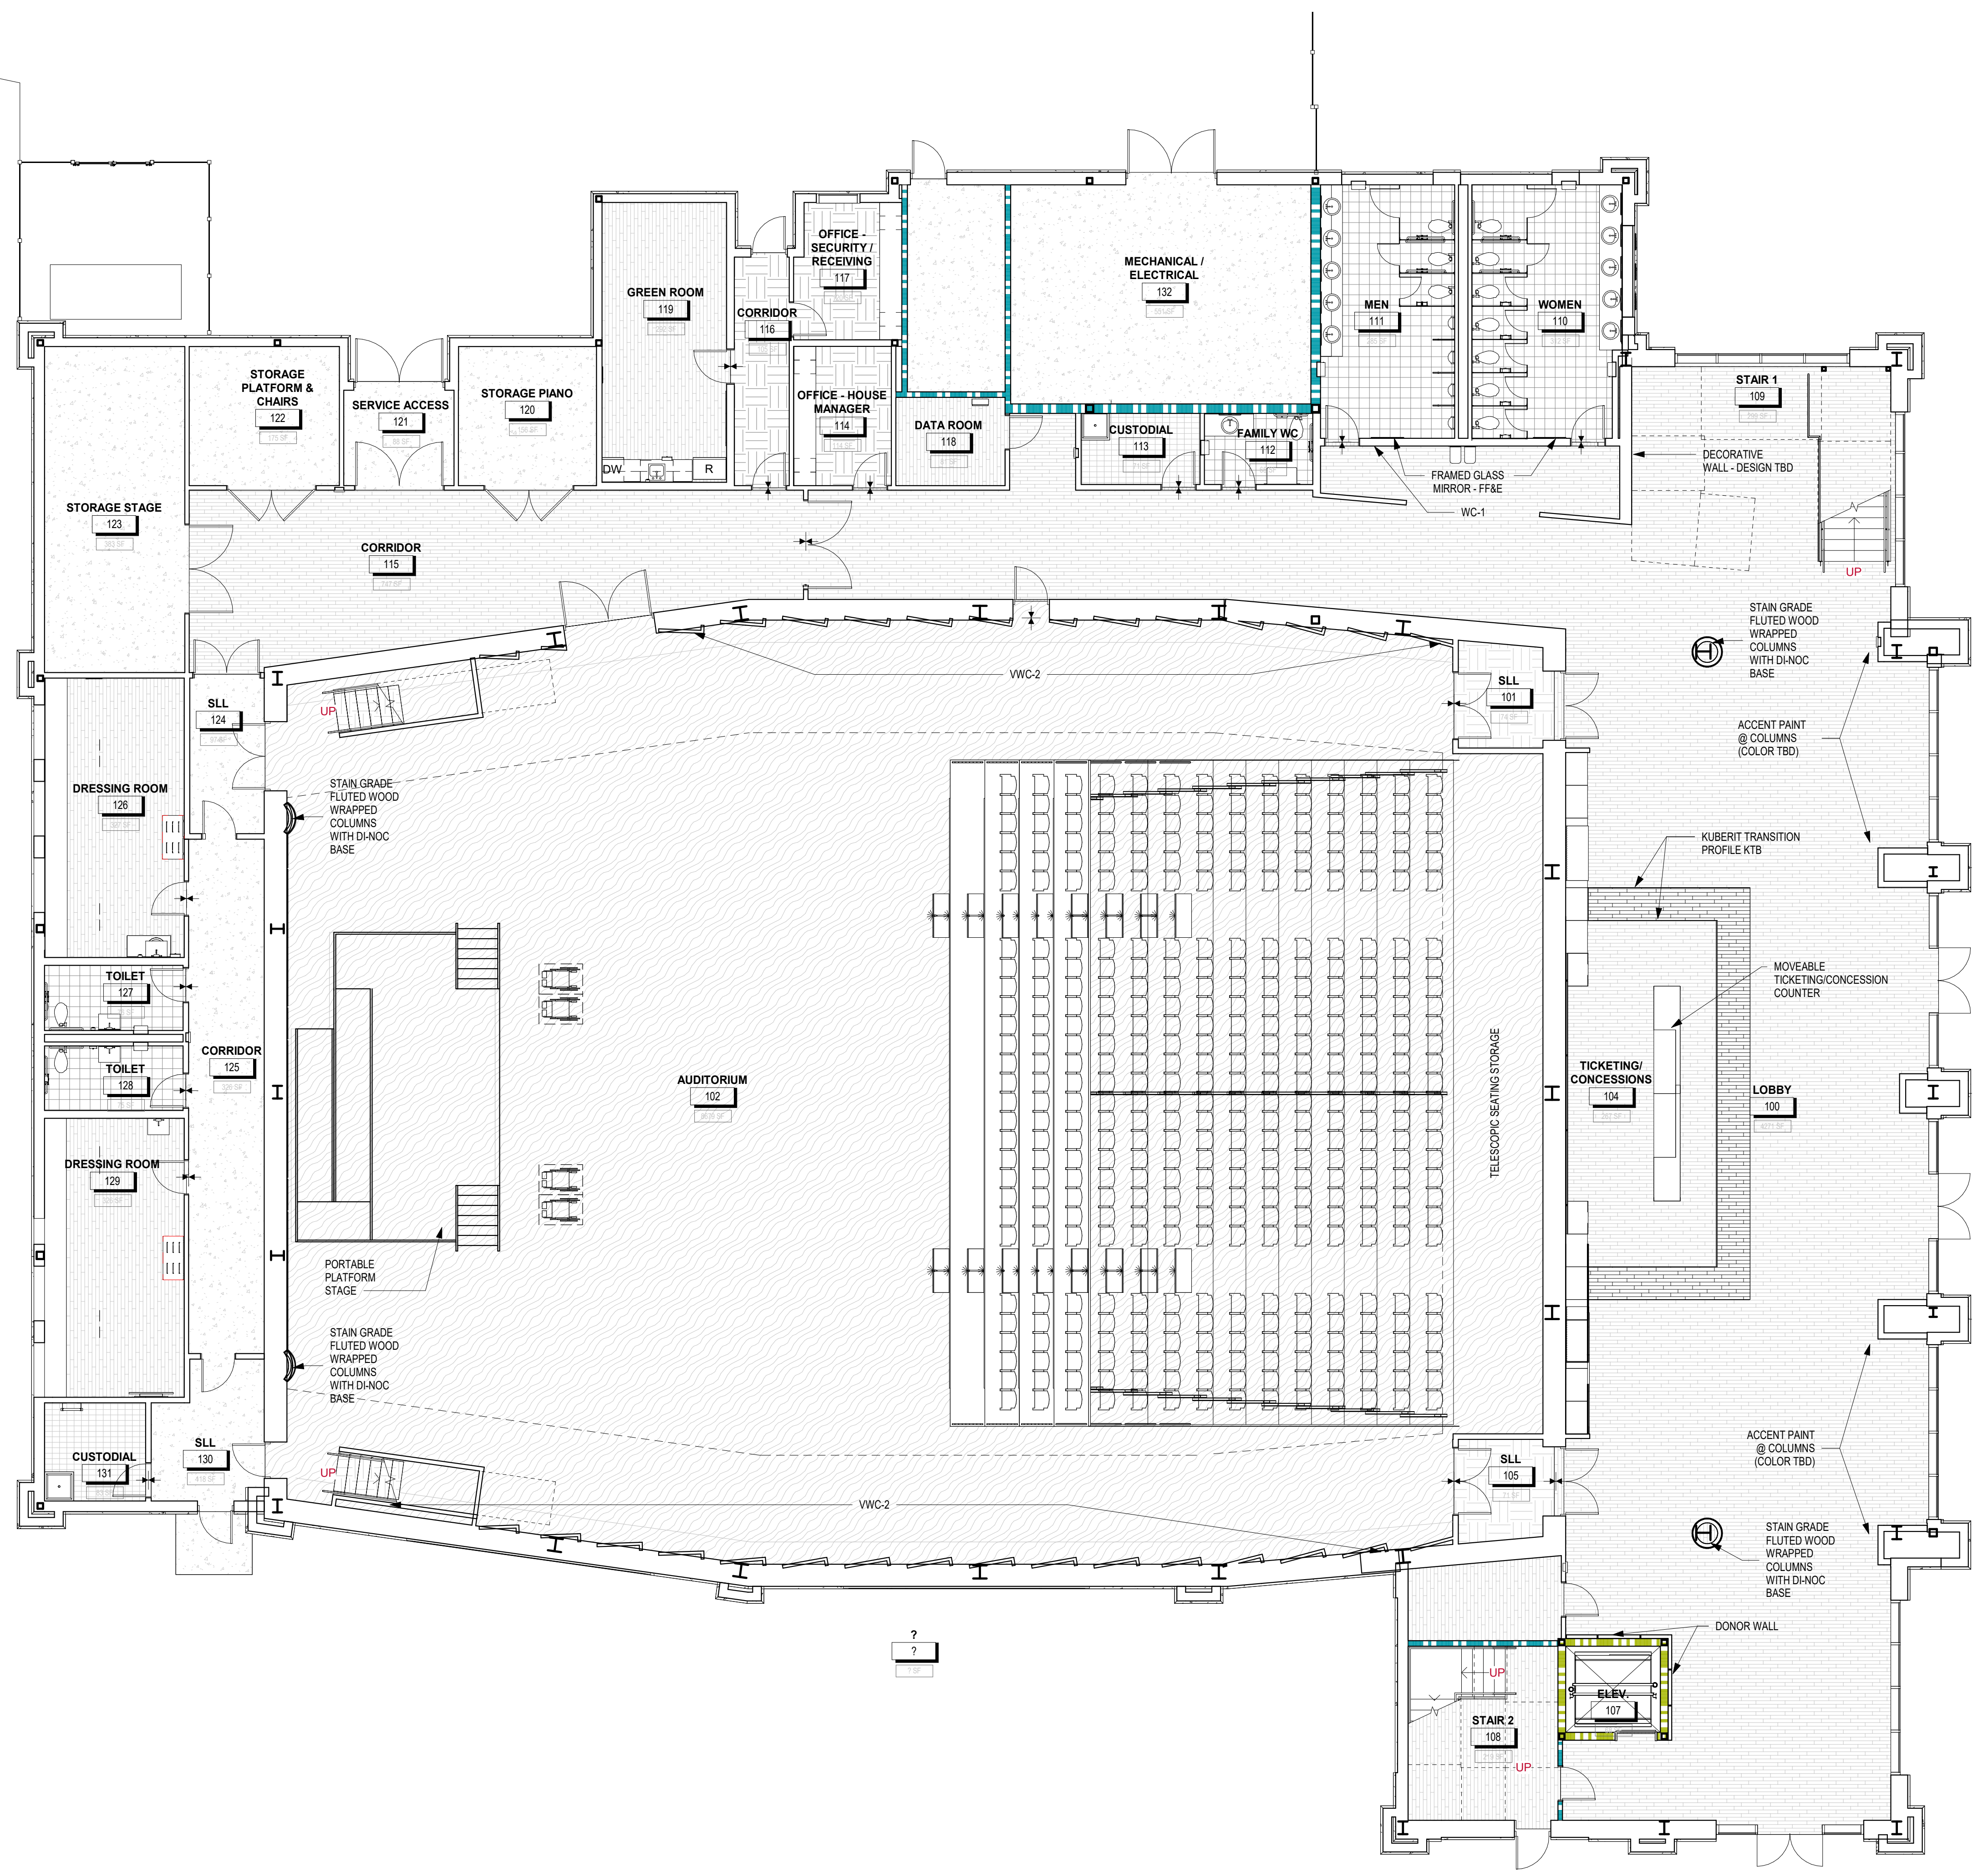 OFFICE -
SECURITY /
RECEIVING
117
MECHANICAL /
ELECTRICAL
132
GREEN ROOM
119
MEN
111
WOMEN
110
CORRIDOR
116
STORAGE
PLATFORM &
CHAIRS
122
SERVICE ACCESS
121
STORAGE PIANO
120
OFFICE - HOUSE
MANAGER
114
STAIR 1
109
DATA ROOM
118
CUSTODIAL
113
FAMILY WC
112
DW
R
DECORATIVE
WALL - DESIGN TBD
FRAMED GLASS
MIRROR - FF&E
WC-1
STORAGE STAGE
123
CORRIDOR
115
UP
STAIN GRADE
FLUTED WOOD
WRAPPED
COLUMNS
WITH DI-NOC
BASE
VWC-2
SLL
101
74 SF
SLL
124
UP
ACCENT PAINT
@ COLUMNS
(COLOR TBD)
DRESSING ROOM
126
STAIN GRADE
FLUTED WOOD
WRAPPED
COLUMNS
WITH DI-NOC
BASE
KUBERIT TRANSITION
PROFILE KTB
MOVEABLE
TICKETING/CONCESSION
COUNTER
TOILET
127
CORRIDOR
125
TOILET
128
AUDITORIUM
102
TELESCOPIC SEATING STORAGE
TICKETING/
CONCESSIONS
104
LOBBY
100
4271 SF
DRESSING ROOM
129
PORTABLE
PLATFORM
STAGE
STAIN GRADE
FLUTED WOOD
WRAPPED
COLUMNS
WITH DI-NOC
BASE
ACCENT PAINT
@ COLUMNS
(COLOR TBD)
SLL
130
CUSTODIAL
131
UP
SLL
105
VWC-2
STAIN GRADE
FLUTED WOOD
WRAPPED
COLUMNS
WITH DI-NOC
BASE
DONOR WALL
?
?
? SF
UP
ELEV.
107
STAIR 2
108
UP